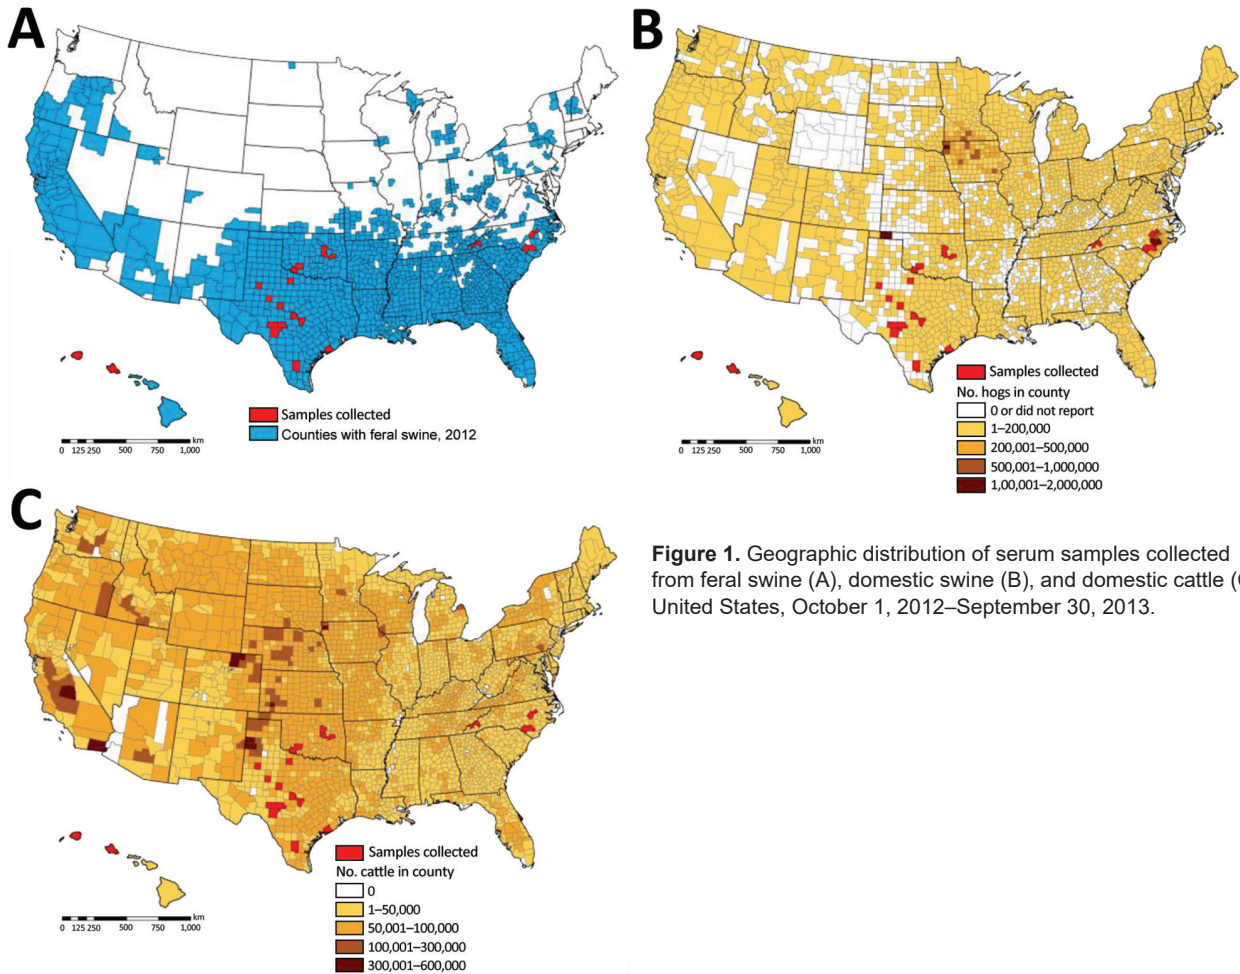 A
Samples collected
Counties with feral swine, 2012
km
0 125 250 500 750 1,000
B
Samples collected
No. hogs in county
0 or did not report
1–200,000
200,001–500,000
500,001–1,000,000
1,00,001–2,000,000
km
0 125 250 500 750 1,000
C
Samples collected
No. cattle in county
0
1–50,000
50,001–100,000
100,001–300,000
300,001–600,000
km
0 125 250 500 750 1,000
Figure 1. Geographic distribution of serum samples collected
from feral swine (A), domestic swine (B), and domestic cattle (
United States, October 1, 2012–September 30, 2013.